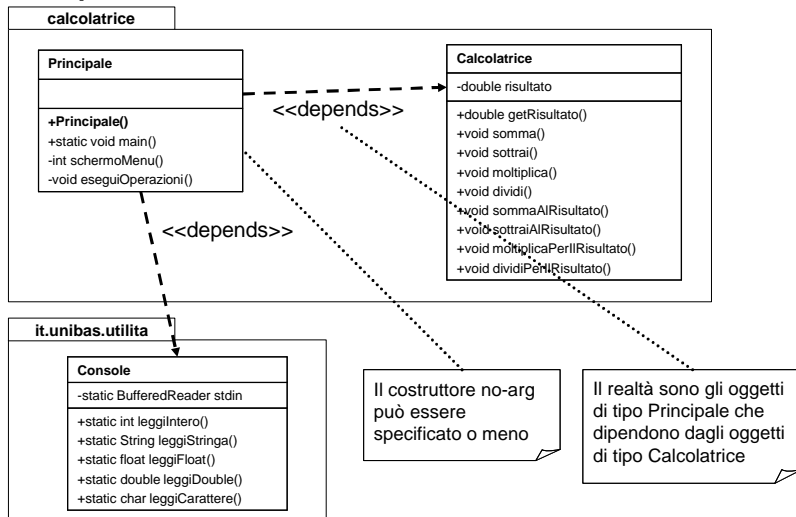 calcolatrice
Principale
+Principale()
+static void main()
-int schermoMenu()
-void eseguiOperazioni()
<<depends>>
Calcolatrice
-double risultato
+double getRisultato()
+void somma()
+void sottrai()
+void moltiplica()
+void dividi()
+void sommaAlRisultato()
+void sottraiAlRisultato()
+void moltiplicaPerIlRisultato()
+void dividiPerIlRisultato()
<<depends>>
it.unibas.utilita
Console
-static BufferedReader stdin
+static int leggiIntero()
+static String leggiStringa()
+static float leggiFloat()
+static double leggiDouble()
+static char leggiCarattere()
Il costruttore no-arg
può essere
specificato o meno
Il realtà sono gli oggetti
di tipo Principale che
dipendono dagli oggetti
di tipo Calcolatrice